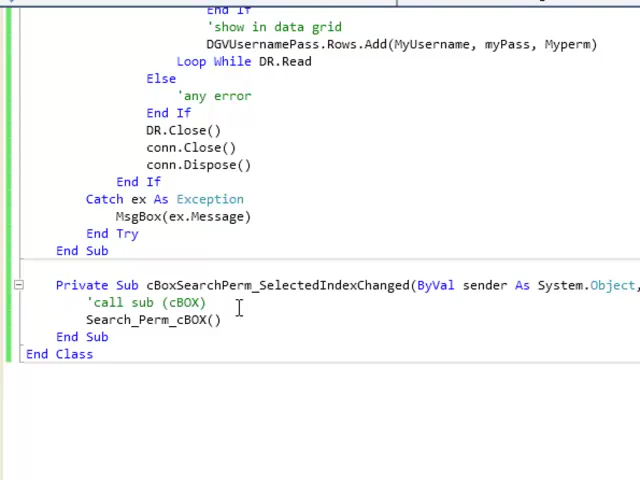 End If
'show in data grid
DGVUsernamePass.Rows.Add(MyUsername, myPass, Myperm)
Loop While DR.Read
Else
'any error
End If
DR.Close()
conn.Close()
conn.Dispose()
End If
Catch ex As Exception
MsgBox(ex.Message)
End Try
End Sub
Private Sub cBoxSearchPerm_SelectedIndexChanged(ByVal sender As System.Object,
'call sub (cBOX)
Search_Perm_cBOX()
End Sub
End Class